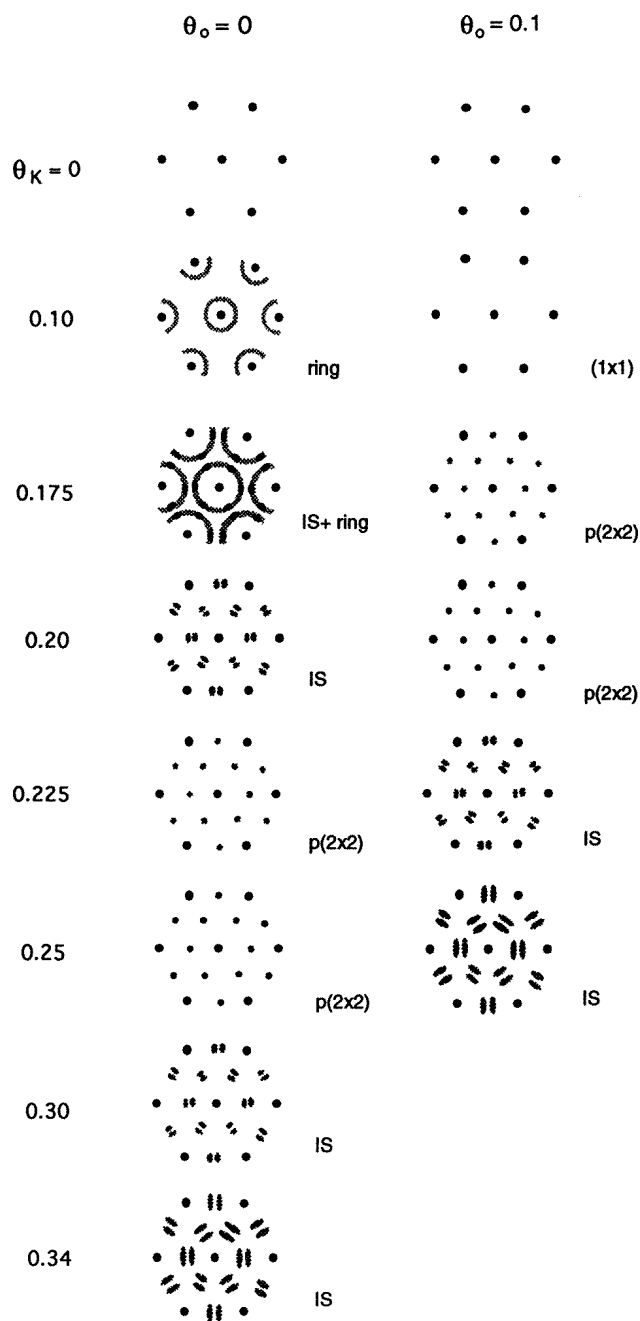 θo = 0 θo = 0.1
θK = 0
0.10 ring (1x1)
0.175 IS+ ring p(2x2)
0.20 IS p(2x2)
0.225 p(2x2) IS
0.25 p(2x2) IS
0.30 IS
0.34 IS